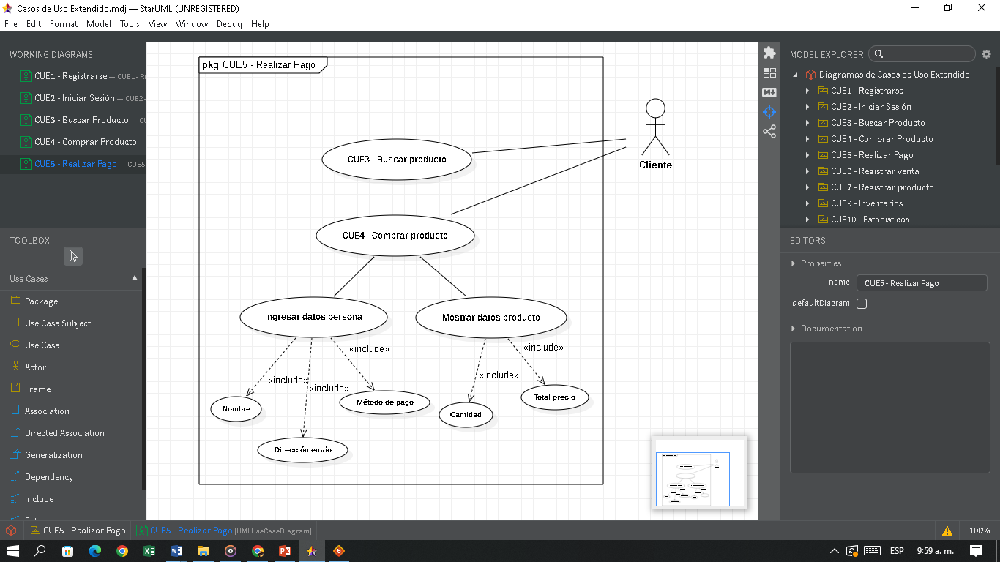 Casos de Uso Extendido.mdj — StarUML (UNREGISTERED)
File Edit Format Model Tools View Window Debug Help
WORKING DIAGRAMS
CUE1 - Registrarse — CUE1- Re
CUE2 - Iniciar Sesión — CUE2 -
CUE3 - Buscar Producto — CU
CUE4 - Comprar Producto —
CUE5 - Realizar Pago — CUE5
TOOLBOX
Use Cases
Package
Use Case Subject
Use Case
Actor
Frame
Association
Directed Association
Generalization
Dependency
Include
Extend
pkg CUE5 - Realizar Pago
Cliente
CUE3 - Buscar producto
CUE4 - Comprar producto
Ingresar datos persona
Mostrar datos producto
«include»
«include»
«include»
«include»
«include»
Nombre
Método de pago
Dirección envío
Cantidad
Total precio
MODEL EXPLORER
Diagramas de Casos de Uso Extendido
CUE1 - Registrarse
CUE2 - Iniciar Sesión
CUE3 - Buscar Producto
CUE4 - Comprar Producto
CUE5 - Realizar Pago
CUE6 - Registrar venta
CUE7 - Registrar producto
CUE9 - Inventarios
CUE10 - Estadísticas
EDITORS
Properties
name CUE5 - Realizar Pago
defaultDiagram
Documentation
CUE5 - Realizar Pago CUE5 - Realizar Pago [UMLUseCaseDiagram] 100%
ESP 9:59 a. m.